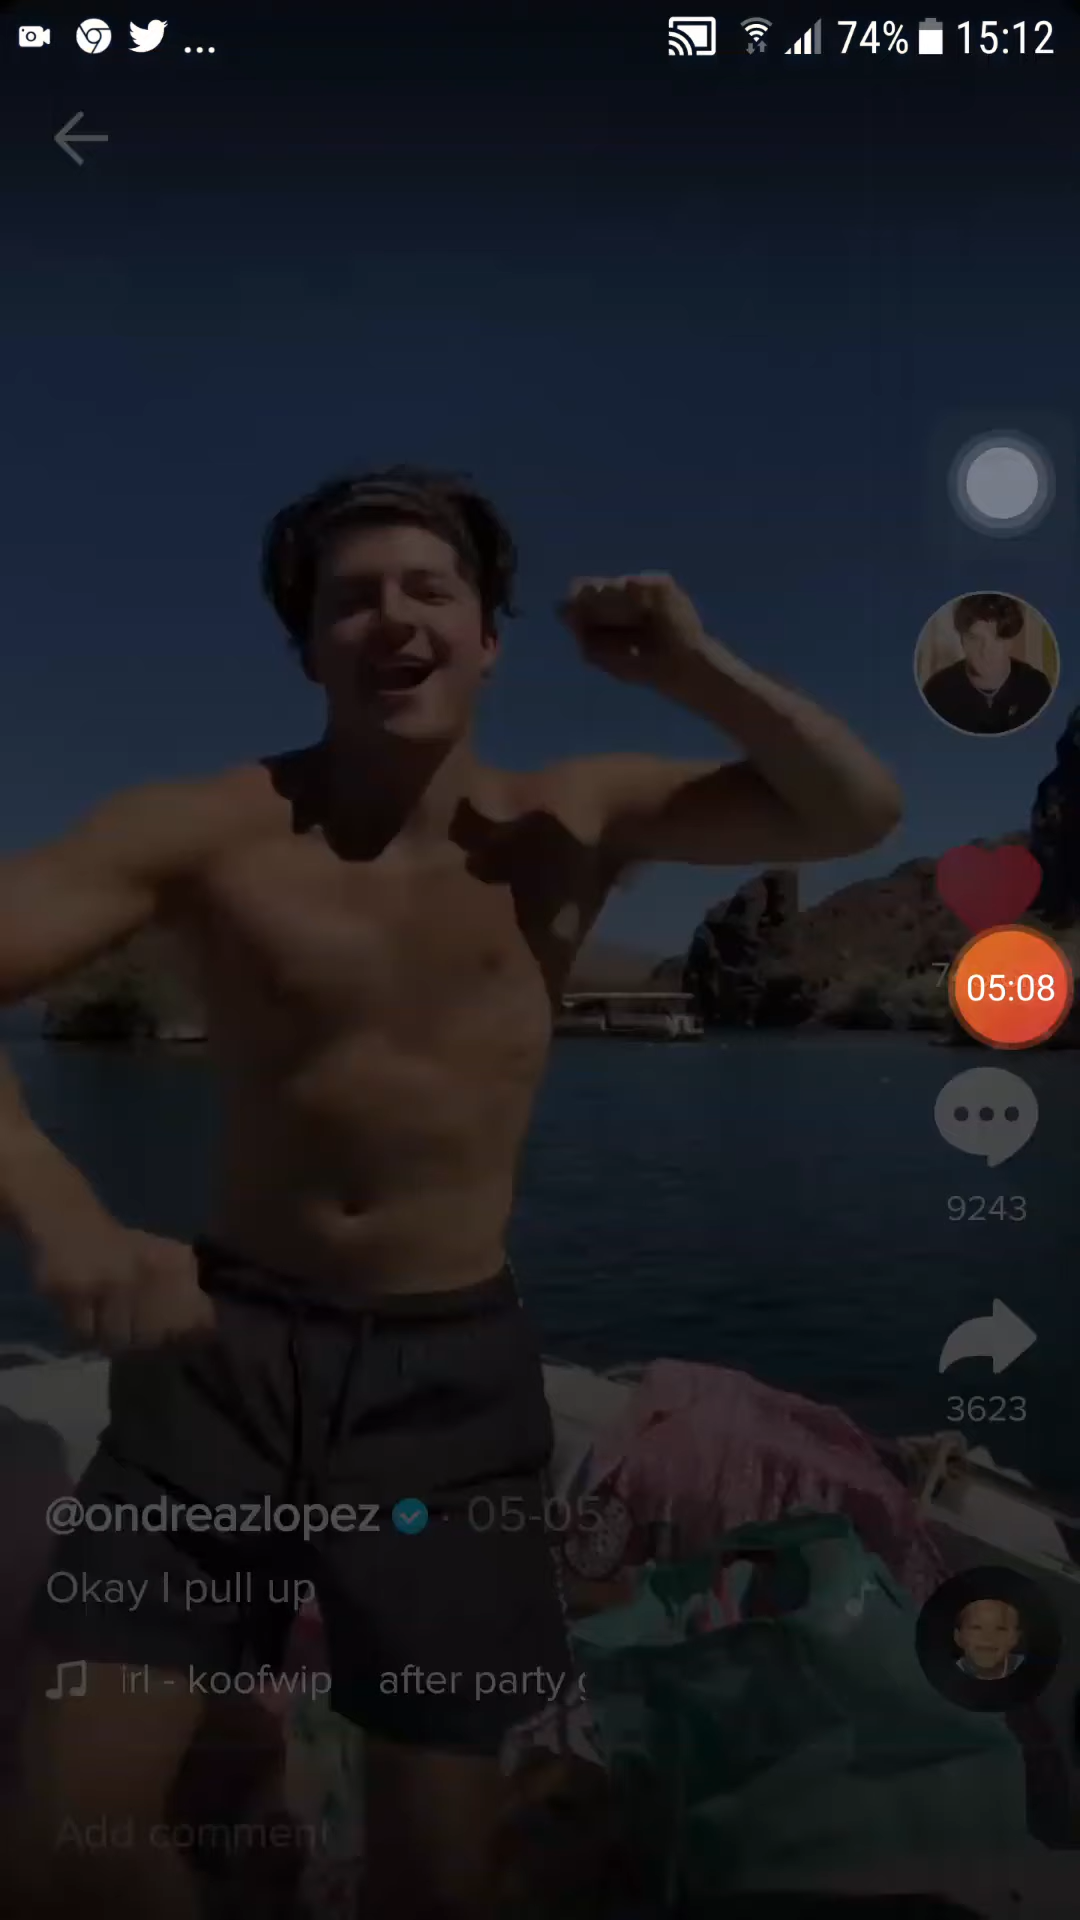 74% 15:12
05:08
9243
3623
@ondreazlopez · 05-05
Okay I pull up
irl - koofwip after party
Add comment